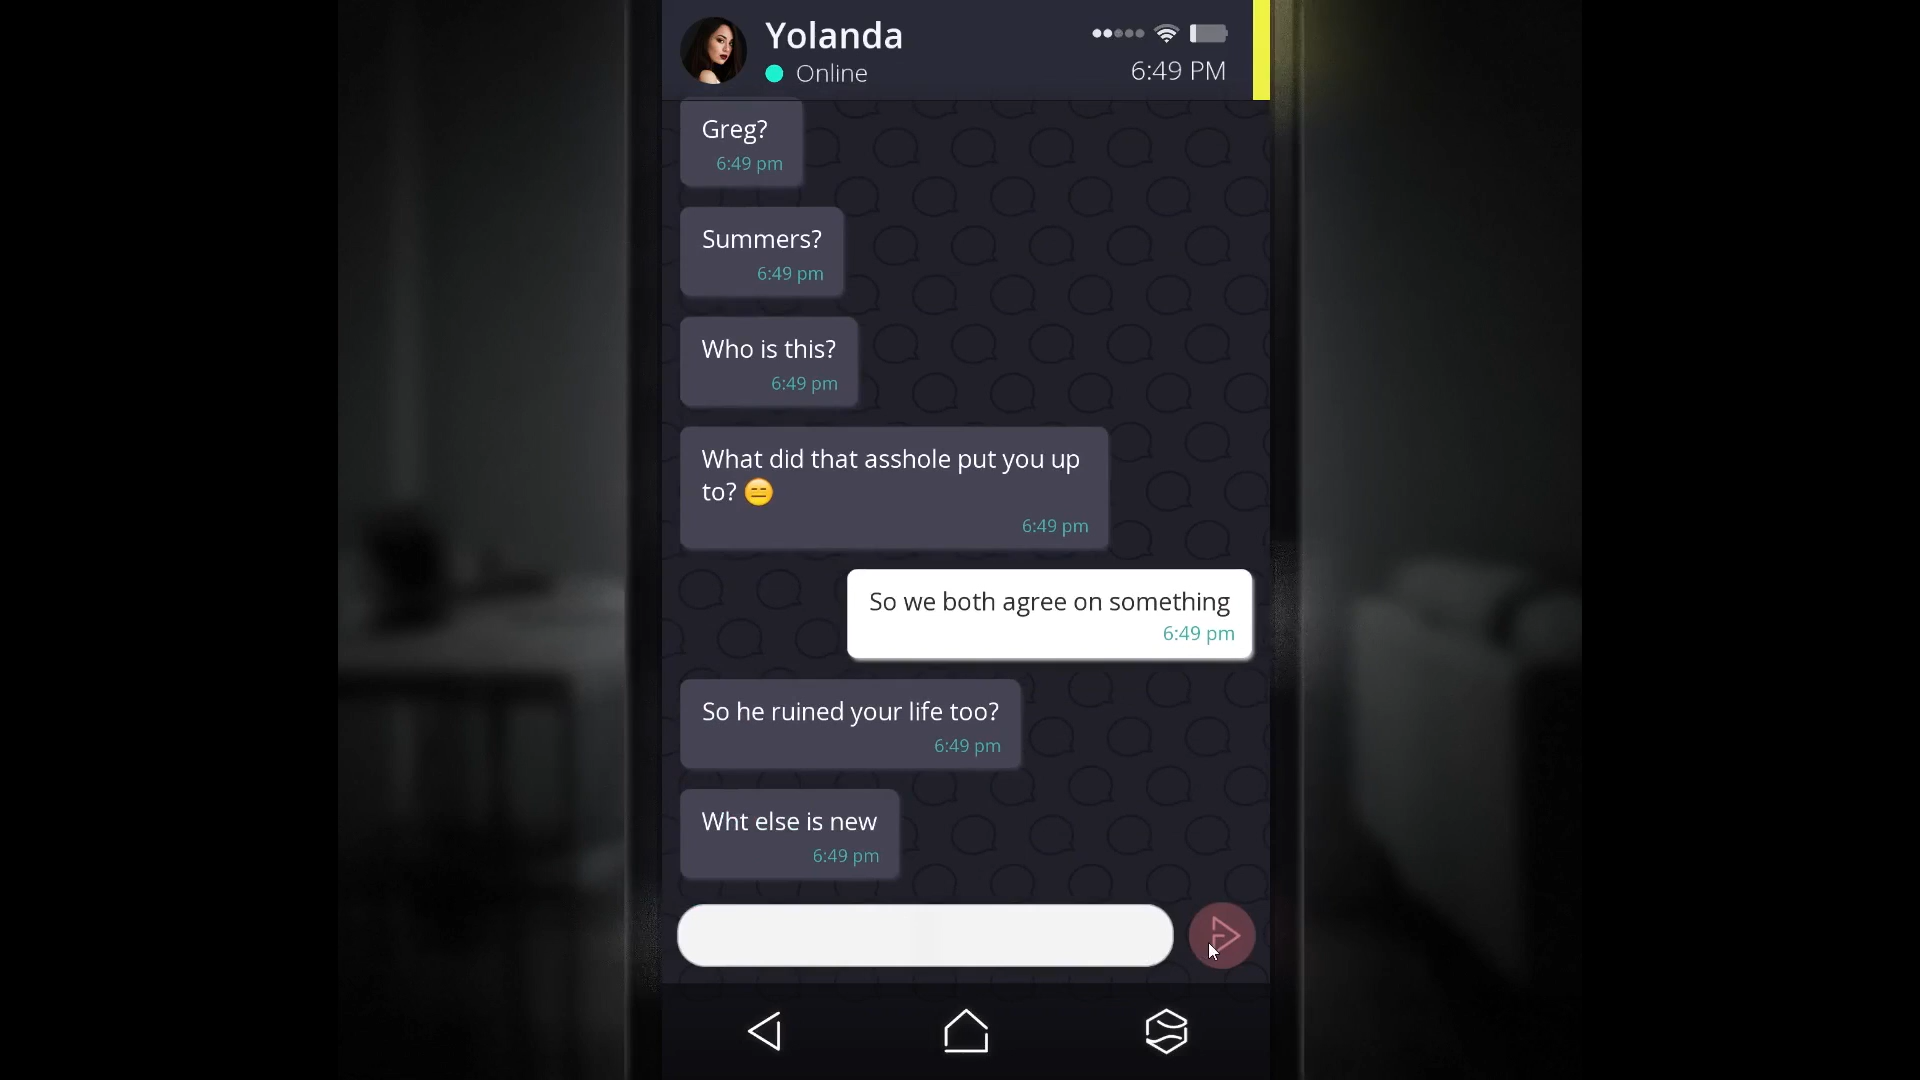 Yolanda
Online
6:49 PM
Greg?
6:49 pm
Summers?
6:49 pm
Who is this?
6:49 pm
What did that asshole put you up
to? 😑
6:49 pm
So we both agree on something
6:49 pm
So he ruined your life too?
6:49 pm
Wht else is new
6:49 pm